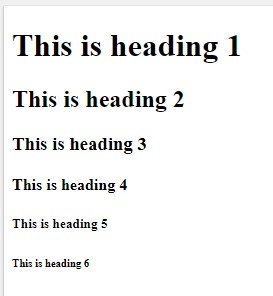 This is heading 1
This is heading 2
This is heading 3
This is heading 4
This is heading 5
This is heading 6